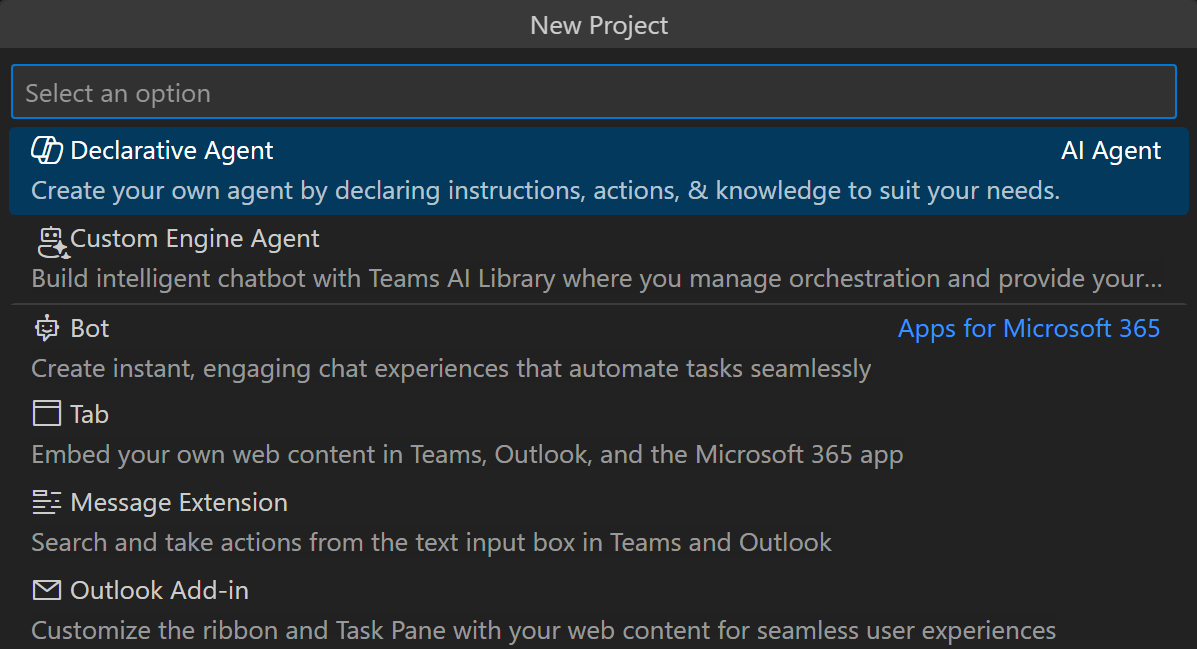 New Project
Select an option
Declarative Agent AI Agent
Create your own agent by declaring instructions, actions, & knowledge to suit your needs.
Custom Engine Agent
Build intelligent chatbot with Teams AI Library where you manage orchestration and provide your...
Bot Apps for Microsoft 365
Create instant, engaging chat experiences that automate tasks seamlessly
Tab
Embed your own web content in Teams, Outlook, and the Microsoft 365 app
Message Extension
Search and take actions from the text input box in Teams and Outlook
Outlook Add-in
Customize the ribbon and Task Pane with your web content for seamless user experiences